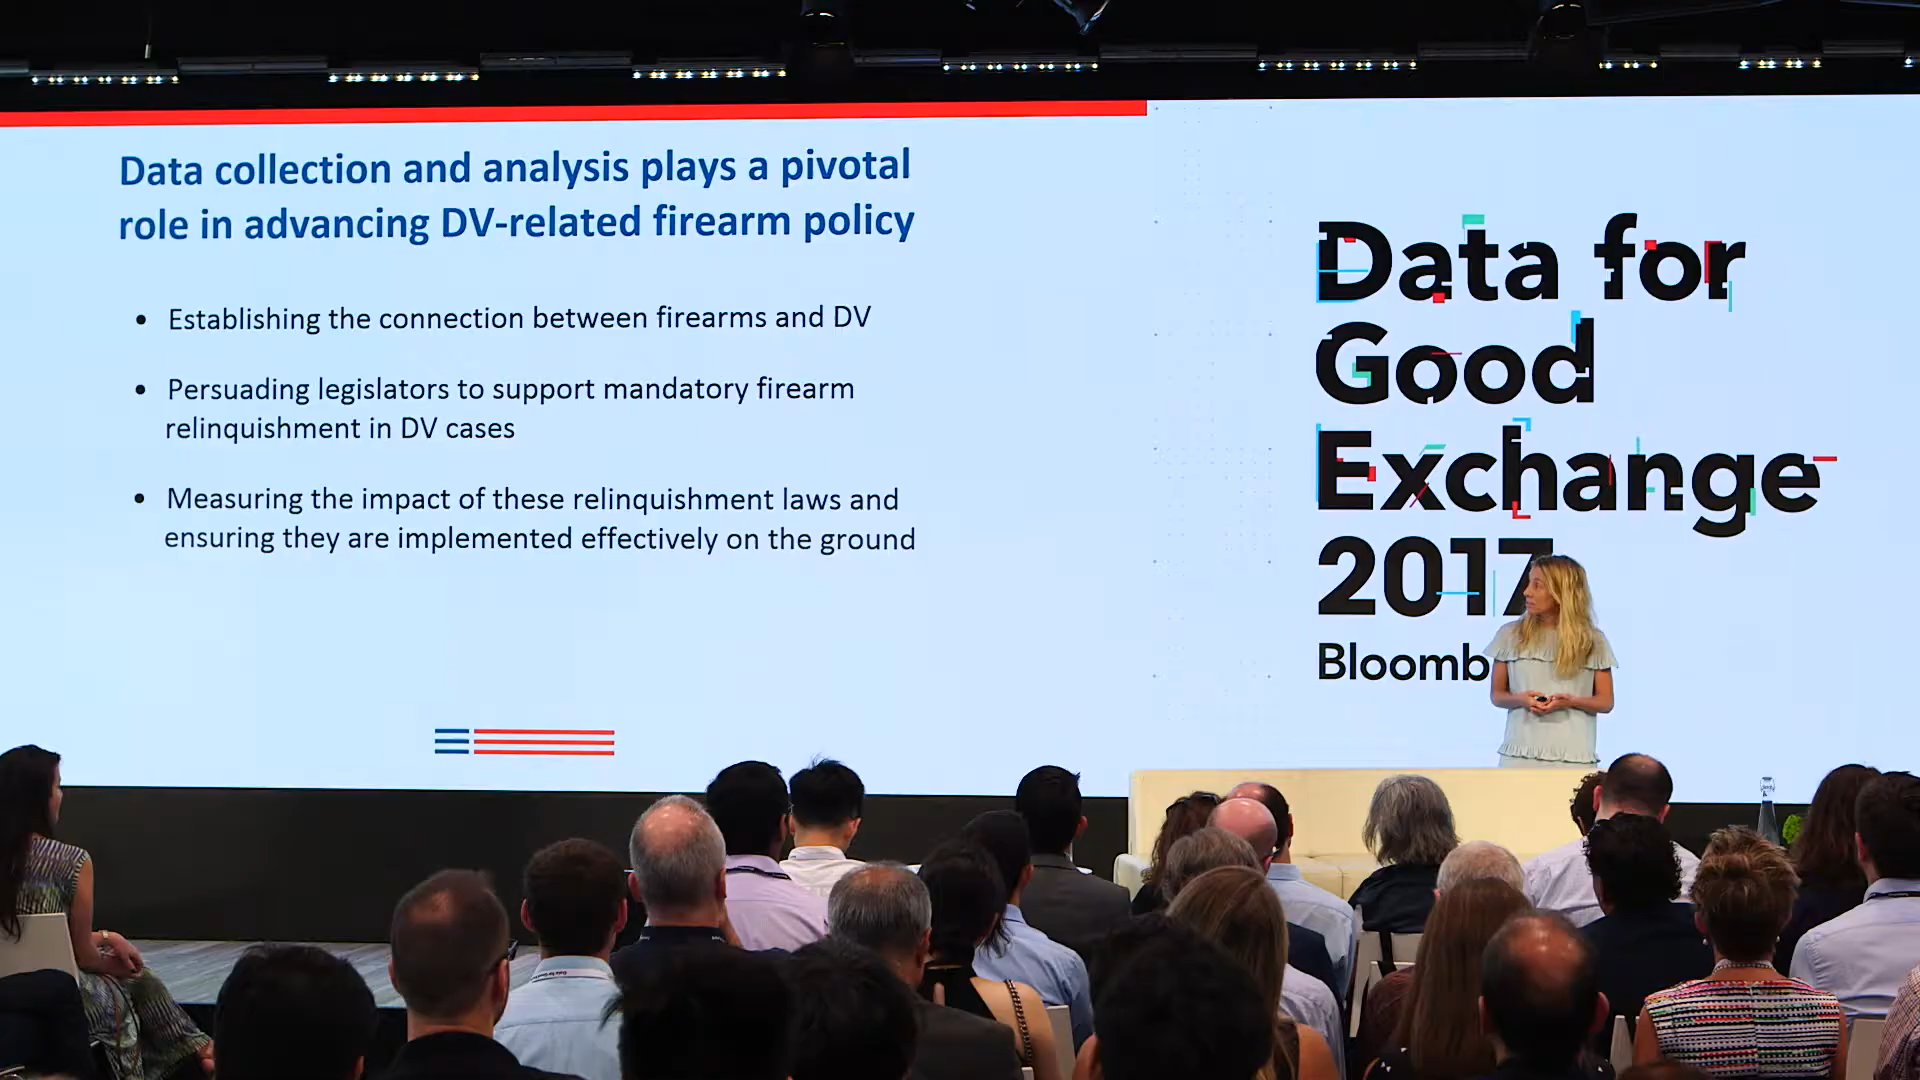 Data collection and analysis plays a pivotal
role in advancing DV-related firearm policy
• Establishing the connection between firearms and DV
• Persuading legislators to support mandatory firearm
relinquishment in DV cases
• Measuring the impact of these relinquishment laws and
ensuring they are implemented effectively on the ground
Data for
Good
Exchange
2017
Bloomb